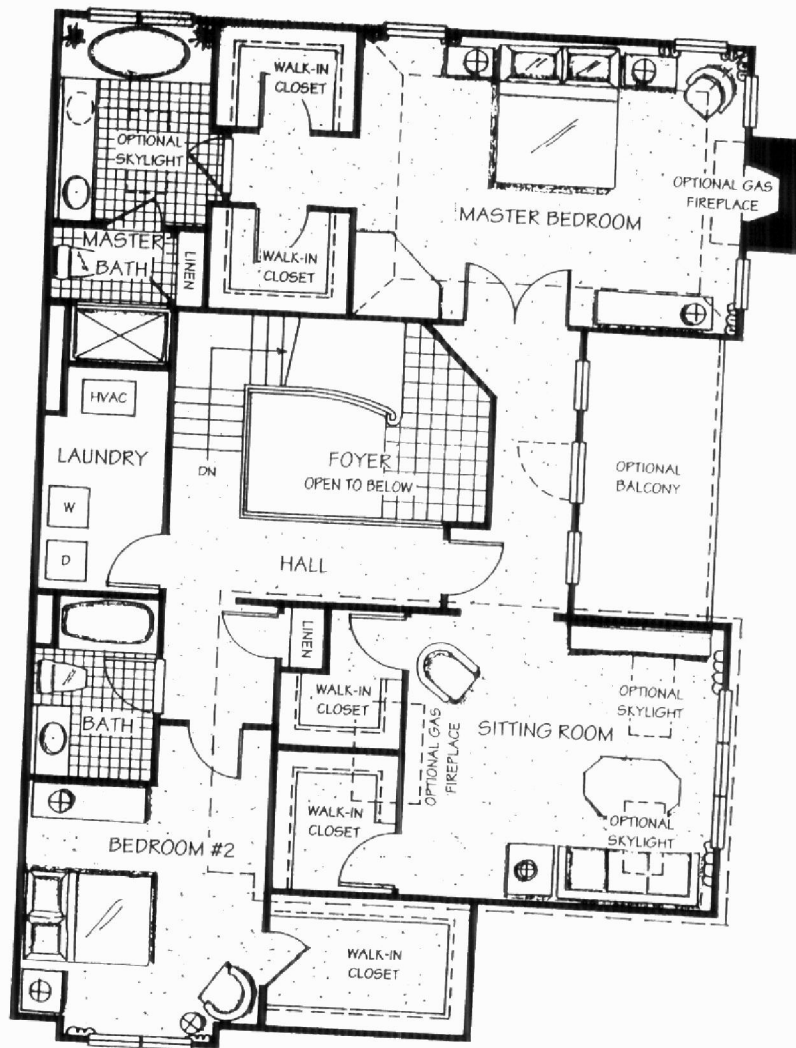 WALK-IN
CLOSET
OPTIONAL
SKYLIGHT
OPTIONAL GAS
FIREPLACE
MASTER BEDROOM
MASTER
BATH
LINEN
WALK-IN
CLOSET
HVAC
LAUNDRY
DN
FOYER
OPEN TO BELOW
OPTIONAL
BALCONY
W
D
HALL
LINEN
WALK-IN
CLOSET
OPTIONAL
SKYLIGHT
BATH
OPTIONAL GAS
FIREPLACE
SITTING ROOM
WALK-IN
CLOSET
OPTIONAL
SKYLIGHT
BEDROOM #2
WALK-IN
CLOSET